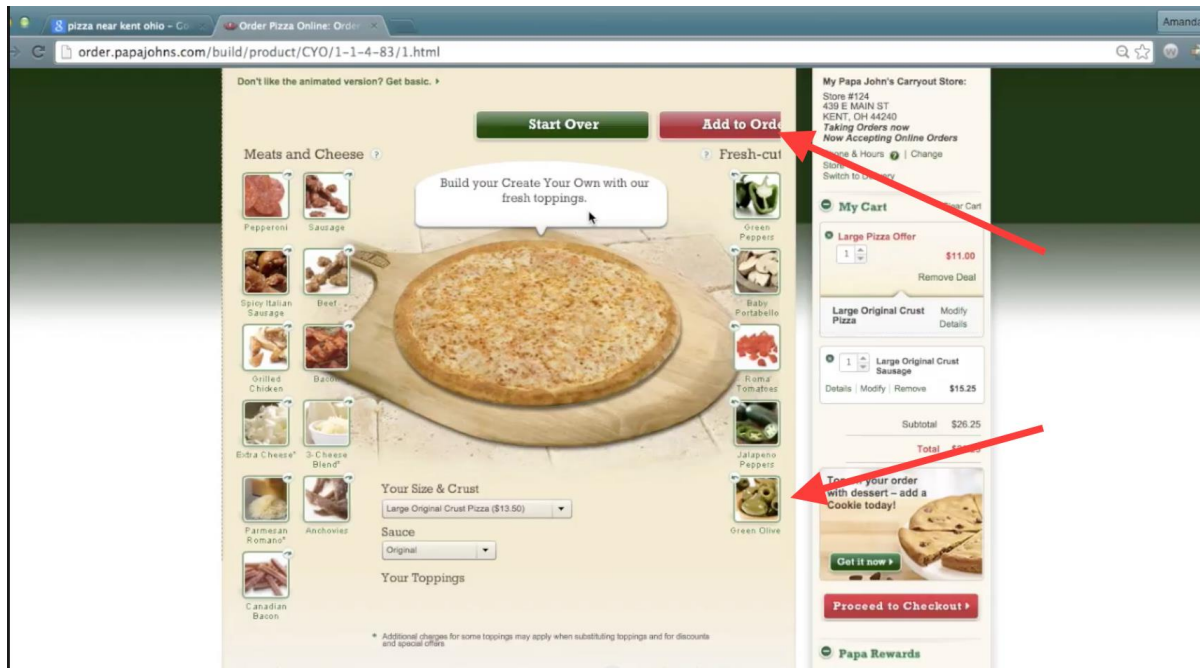 pizza near kent ohio – Go
Order Pizza Online: Order
Amanda
order.papajohns.com/build/product/CYO/1-1-4-83/1.html
Don't like the animated version? Get basic.
Start Over
Add to Orde
Meats and Cheese
Fresh-cut
Build your Create Your Own with our
fresh toppings.
Pepperoni
Sausage
Spicy Italian
Sausage
Beef
Grilled
Chicken
Bacon
Extra Cheese*
3-Cheese
Blend*
Parmesan
Romano*
Anchovies
Canadian
Bacon
Green
Peppers
Baby
Portabello
Roma
Tomatoes
Jalapeno
Peppers
Green Olive
Your Size & Crust
Large Original Crust Pizza ($13.50)
Sauce
Original
Your Toppings
* Additional charges for some toppings may apply when substituting toppings and for discounts
and special offers
My Papa John's Carryout Store:
Store #124
439 E MAIN ST
KENT, OH 44240
Taking Orders now
Now Accepting Online Orders
& Hours ? | Change
Store
Switch to Delivery
My Cart
Clear Cart
Large Pizza Offer
1
$11.00
Remove Deal
Large Original Crust
Pizza
Modify
Details
1
Large Original Crust
Sausage
Details | Modify | Remove
$15.25
Subtotal $26.25
Total
your order
with dessert – add a
Cookie today!
Get it now
Proceed to Checkout
Papa Rewards